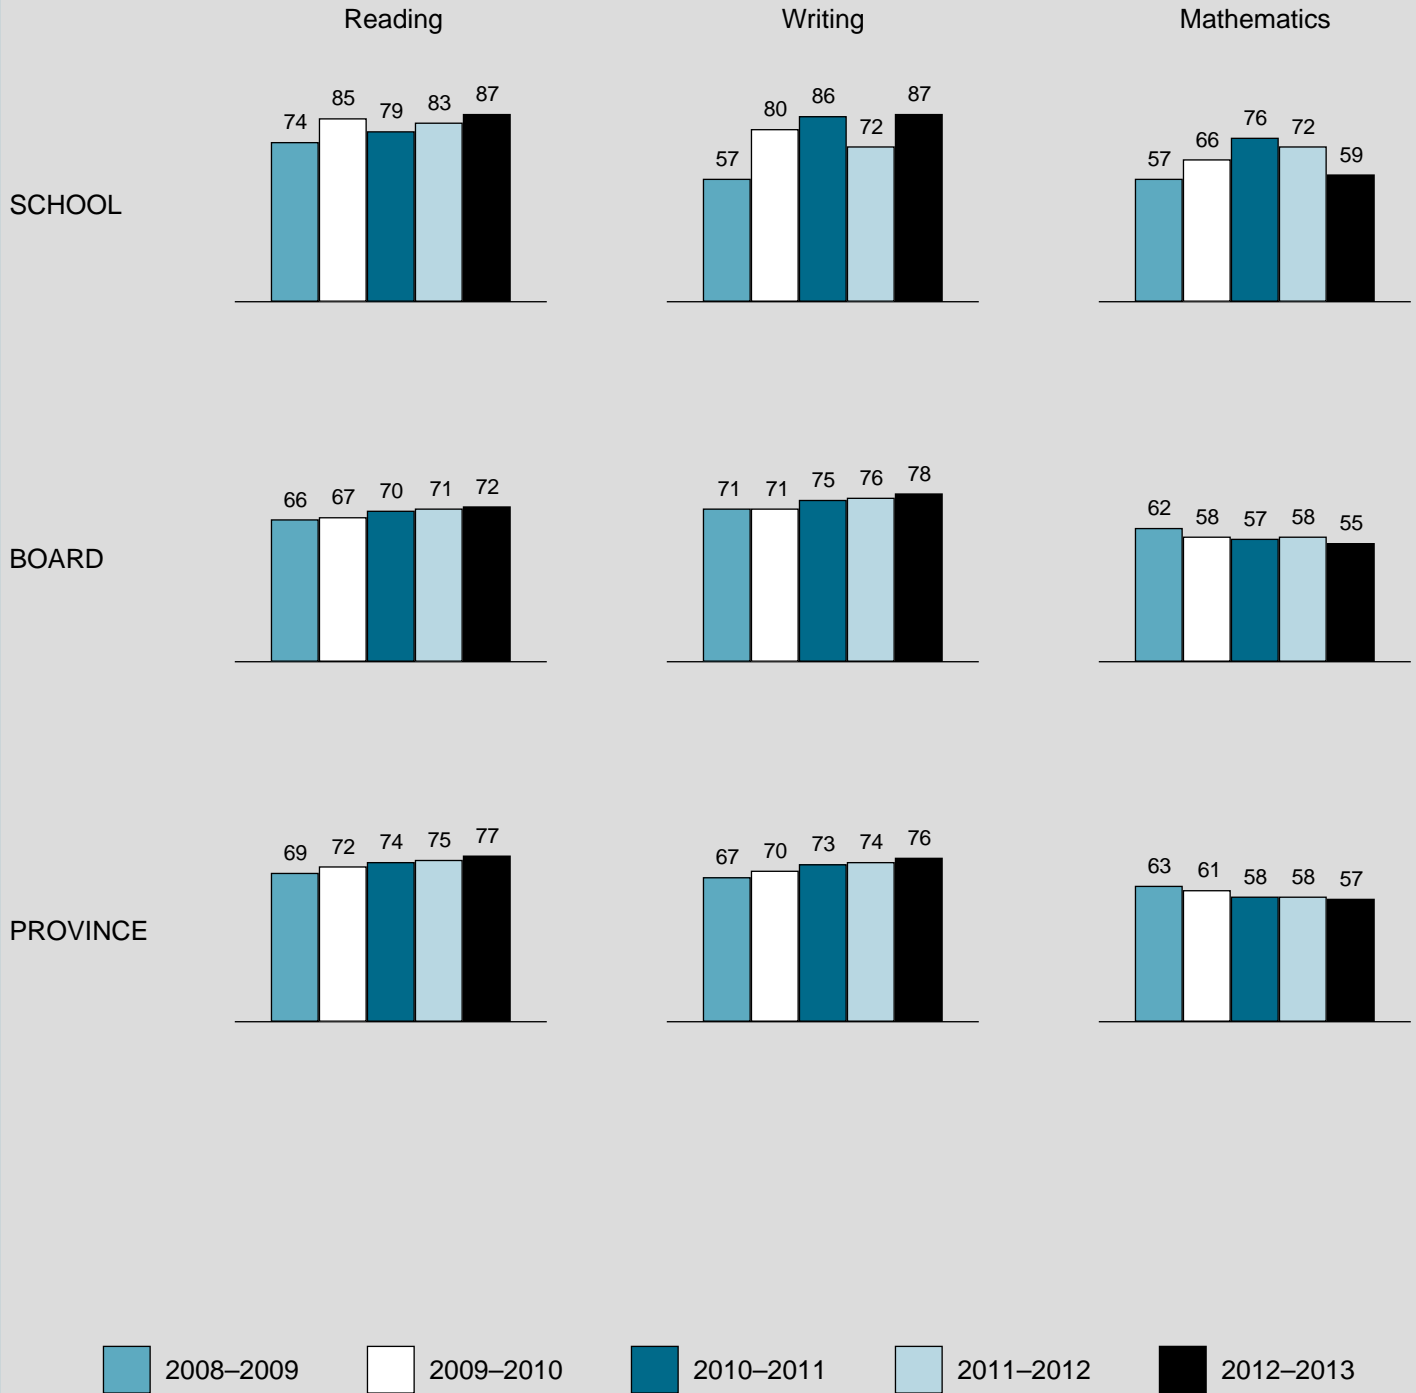 Reading Writing Mathematics
SCHOOL
74 85 79 83 87
57 80 86 72 87
57 66 76 72 59
BOARD
66 67 70 71 72
71 71 75 76 78
62 58 57 58 55
PROVINCE
69 72 74 75 77
67 70 73 74 76
63 61 58 58 57
2008–2009 2009–2010 2010–2011 2011–2012 2012–2013